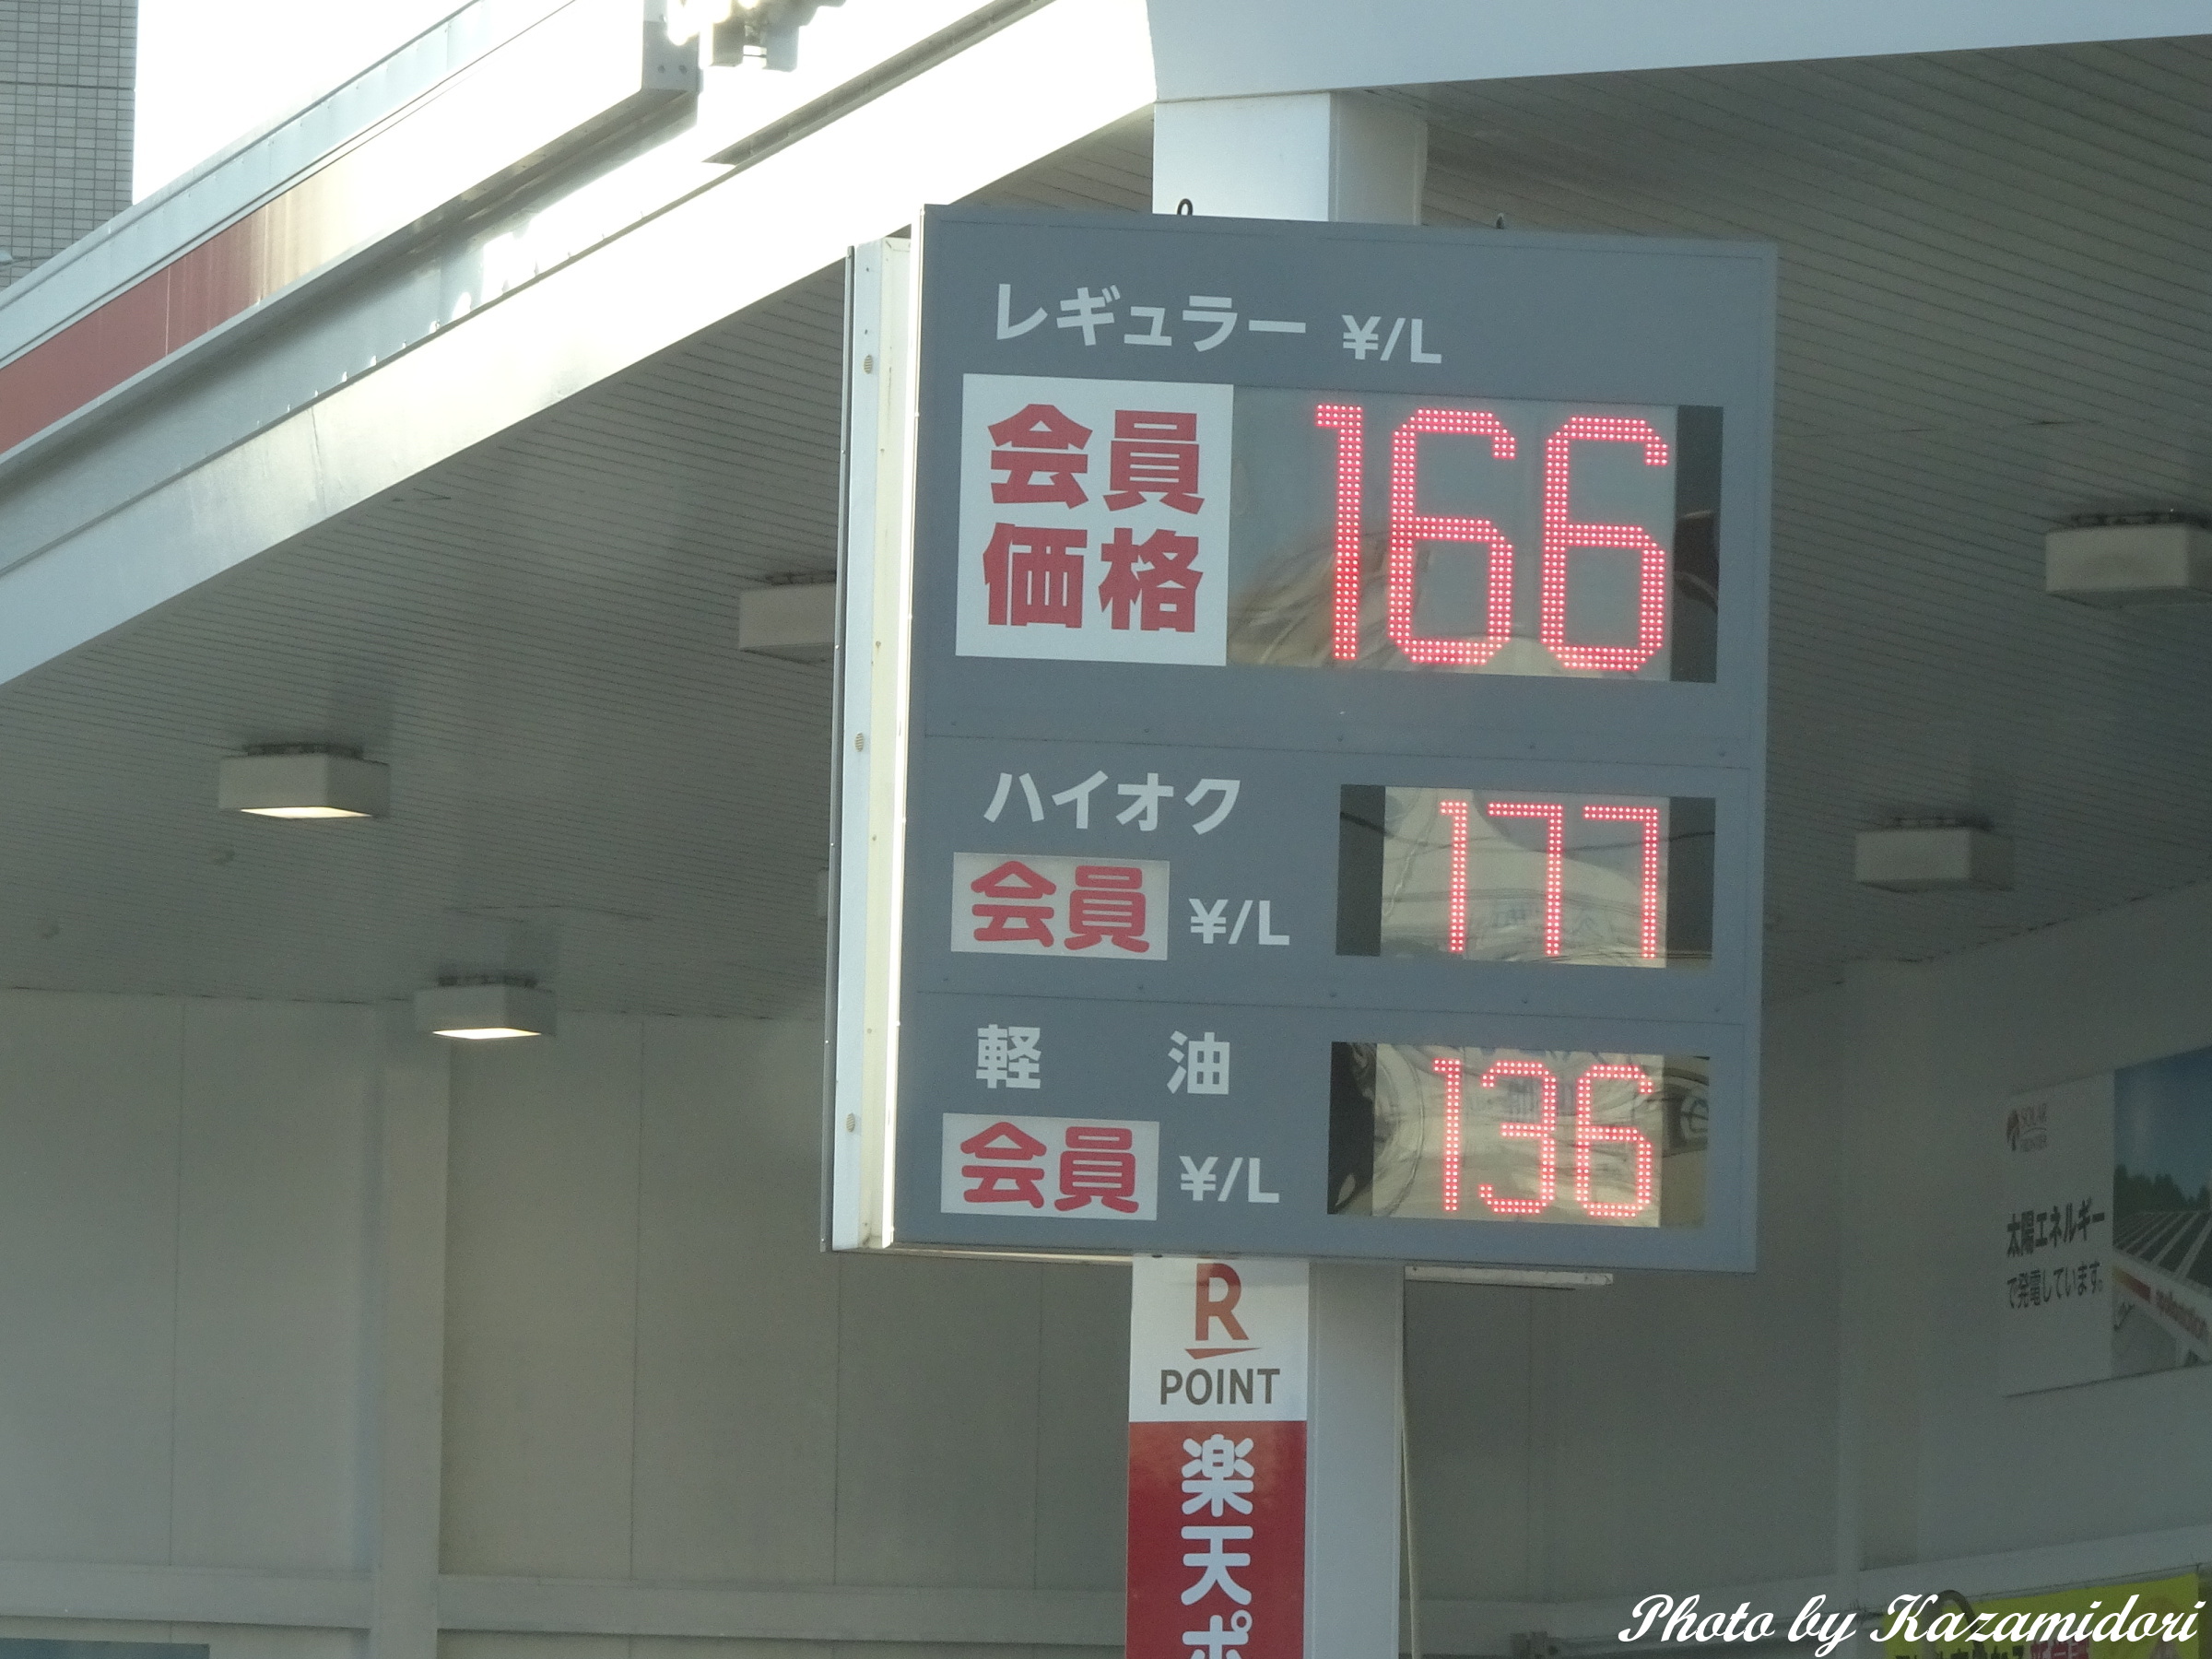 レギュラー ¥/L
会員
価格
166
ハイオク
会員 ¥/L
177
軽 油
会員 ¥/L
136
R
POINT
楽天ポ
SOLAR
FRONTIER
太陽エネルギー
で発電しています。
Photo by Kazamidori